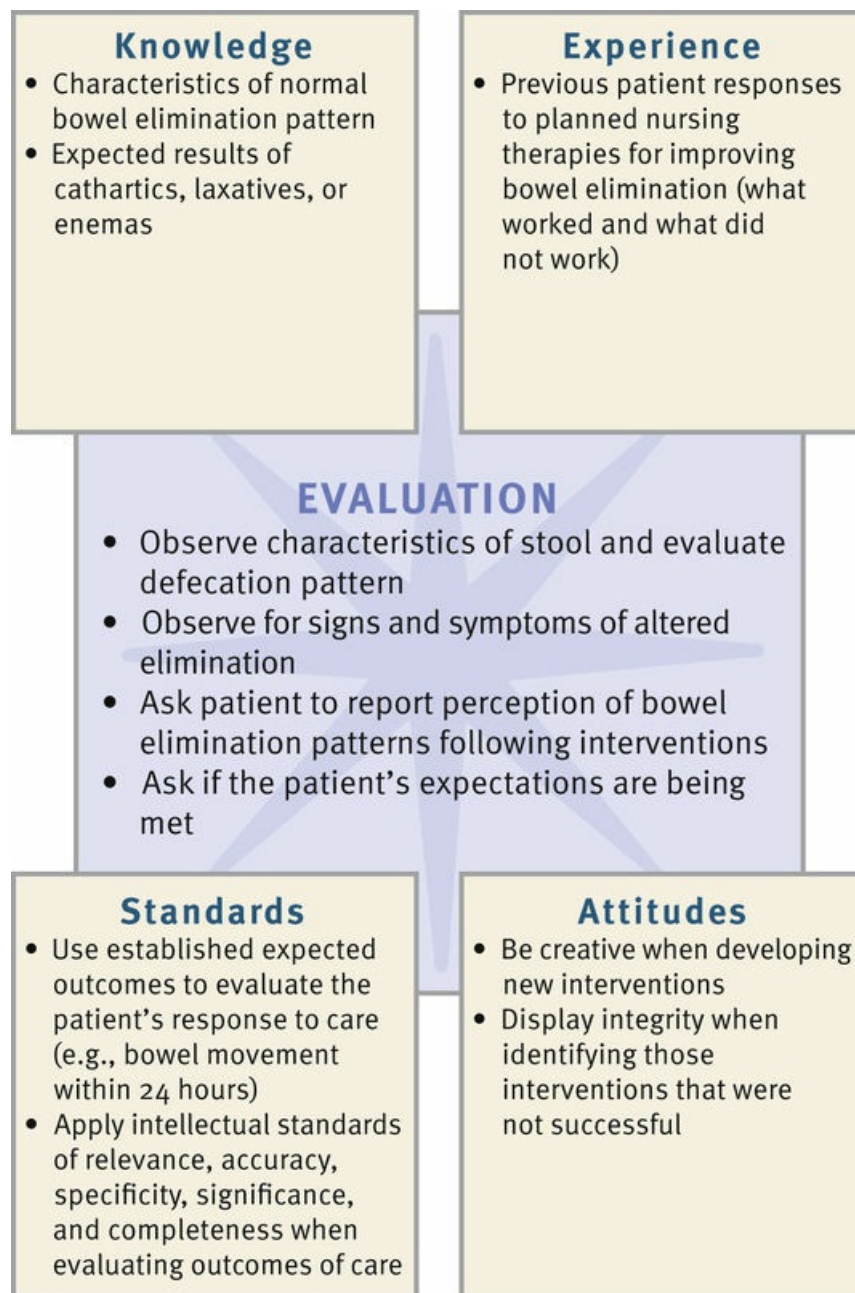 Knowledge
• Characteristics of normal
bowel elimination pattern
• Expected results of
cathartics, laxatives, or
enemas
Experience
• Previous patient responses
to planned nursing
therapies for improving
bowel elimination (what
worked and what did
not work)
EVALUATION
• Observe characteristics of stool and evaluate
defecation pattern
• Observe for signs and symptoms of altered
elimination
• Ask patient to report perception of bowel
elimination patterns following interventions
• Ask if the patient’s expectations are being
met
Standards
• Use established expected
outcomes to evaluate the
patient’s response to care
(e.g., bowel movement
within 24 hours)
• Apply intellectual standards
of relevance, accuracy,
specificity, significance,
and completeness when
evaluating outcomes of care
Attitudes
• Be creative when developing
new interventions
• Display integrity when
identifying those
interventions that were
not successful